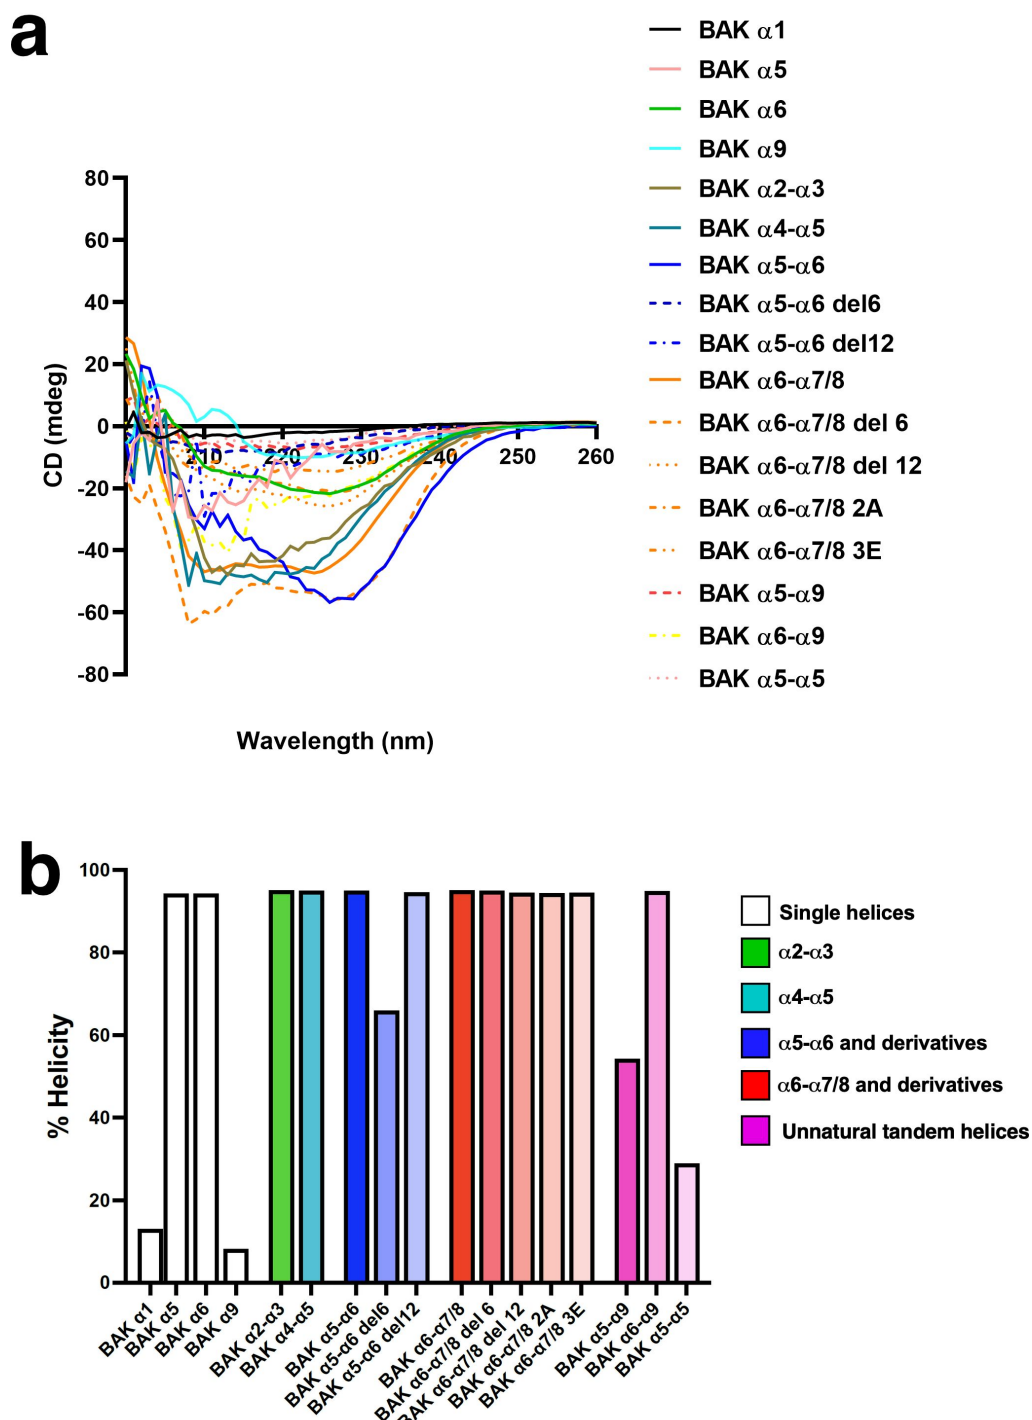 a
BAK α1
BAK α5
BAK α6
BAK α9
BAK α2-α3
BAK α4-α5
BAK α5-α6
BAK α5-α6 del6
BAK α5-α6 del12
BAK α6-α7/8
BAK α6-α7/8 del 6
BAK α6-α7/8 del 12
BAK α6-α7/8 2A
BAK α6-α7/8 3E
BAK α5-α9
BAK α6-α9
BAK α5-α5
80
60
40
20
0
-20
-40
-60
-80
CD (mdeg)
210 220 230 240 250 260
Wavelength (nm)
b
100
80
60
40
20
0
% Helicity
BAK α1
BAK α5
BAK α6
BAK α9
BAK α2-α3
BAK α4-α5
BAK α5-α6
BAK α5-α6 del6
BAK α5-α6 del12
BAK α6-α7/8
BAK α6-α7/8 del 6
BAK α6-α7/8 del 12
BAK α6-α7/8 2A
BAK α6-α7/8 3E
BAK α5-α9
BAK α6-α9
BAK α5-α5
Single helices
α2-α3
α4-α5
α5-α6 and derivatives
α6-α7/8 and derivatives
Unnatural tandem helices